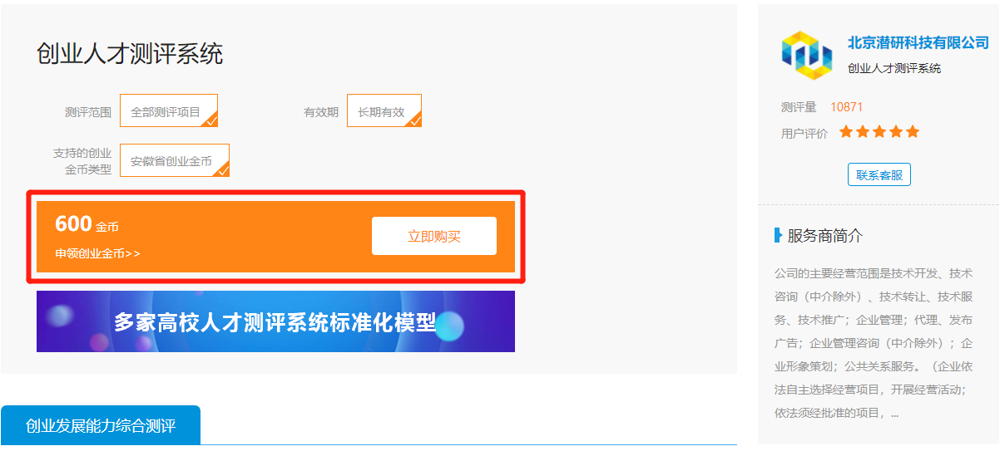 创业人才测评系统
测评范围 全部测评项目 有效期 长期有效
支持的创业
金币类型
安徽省创业金币
600 金币
申领创业金币>>
立即购买
多家高校人才测评系统标准化模型
创业发展能力综合测评
北京潜研科技有限公司
创业人才测评系统
测评量 10871
用户评价
联系客服
服务商简介
公司的主要经营范围是技术开发、技术
咨询（中介除外）、技术转让、技术服
务、技术推广；企业管理；代理、发布
广告；企业管理咨询（中介除外）；企
业形象策划；公共关系服务。（企业依
法自主选择经营项目，开展经营活动；
依法须经批准的项目，...